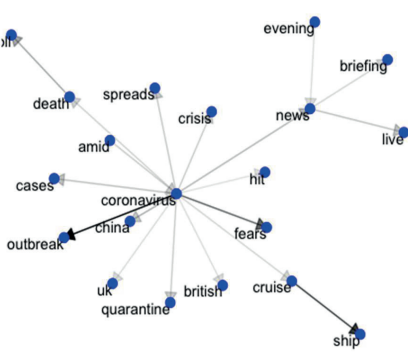 evening
briefing
death
spreads
crisis
news
live
amid
cases
hit
coronavirus
china
fears
outbreak
uk
quarantine
british
cruise
ship